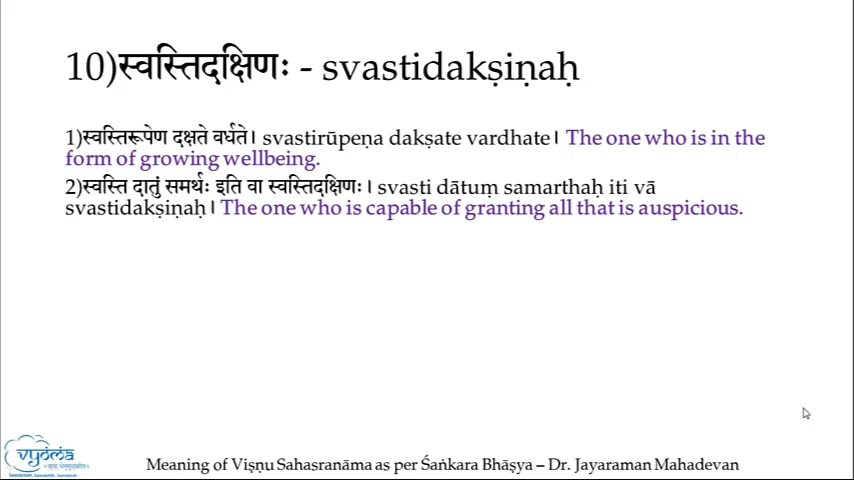 10)स्वस्तिदक्षिणः - svastidakṣiṇaḥ
1)स्वस्तिरूपेण दक्षते वर्धते। svastirūpeṇa dakṣate vardhate। The one who is in the
form of growing wellbeing.
2)स्वस्ति दातुं समर्थः इति वा स्वस्तिदक्षिणः। svasti dātuṃ samarthaḥ iti vā
svastidakṣiṇaḥ। The one who is capable of granting all that is auspicious.
vyoma
Meaning of Viṣṇu Sahasranāma as per Śaṅkara Bhāṣya – Dr. Jayaraman Mahadevan